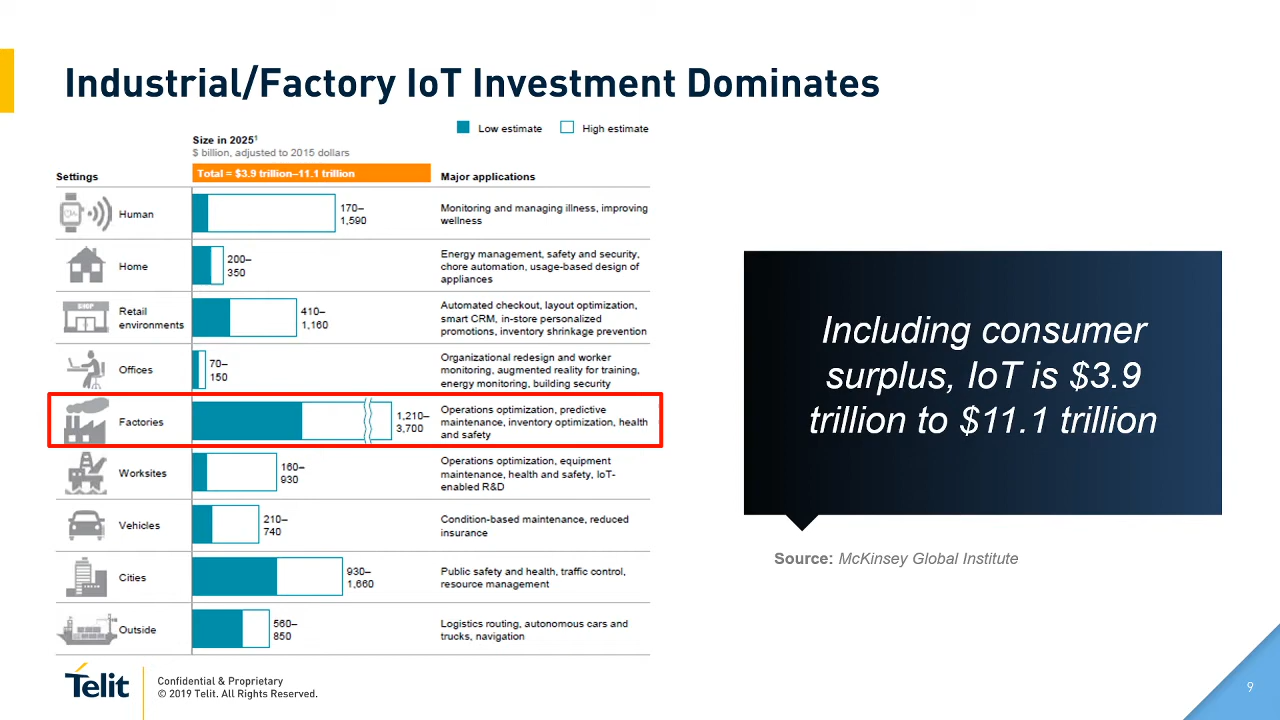 Industrial/Factory IoT Investment Dominates
Low estimate
High estimate
Size in 2025¹
$ billion, adjusted to 2015 dollars
Settings
Total = $3.9 trillion–11.1 trillion
Major applications
Human
170–
1,590
Monitoring and managing illness, improving
wellness
Home
200–
350
Energy management, safety and security,
chore automation, usage-based design of
appliances
SHOP
Retail
environments
410–
1,160
Automated checkout, layout optimization,
smart CRM, in-store personalized
promotions, inventory shrinkage prevention
Offices
70–
150
Organizational redesign and worker
monitoring, augmented reality for training,
energy monitoring, building security
Factories
1,210–
3,700
Operations optimization, predictive
maintenance, inventory optimization, health
and safety
Worksites
160–
930
Operations optimization, equipment
maintenance, health and safety, IoT-
enabled R&D
Vehicles
210–
740
Condition-based maintenance, reduced
insurance
Cities
930–
1,660
Public safety and health, traffic control,
resource management
Outside
560–
850
Logistics routing, autonomous cars and
trucks, navigation
Including consumer
surplus, IoT is $3.9
trillion to $11.1 trillion
Source: McKinsey Global Institute
Telit
Confidential & Proprietary
© 2019 Telit. All Rights Reserved.
9